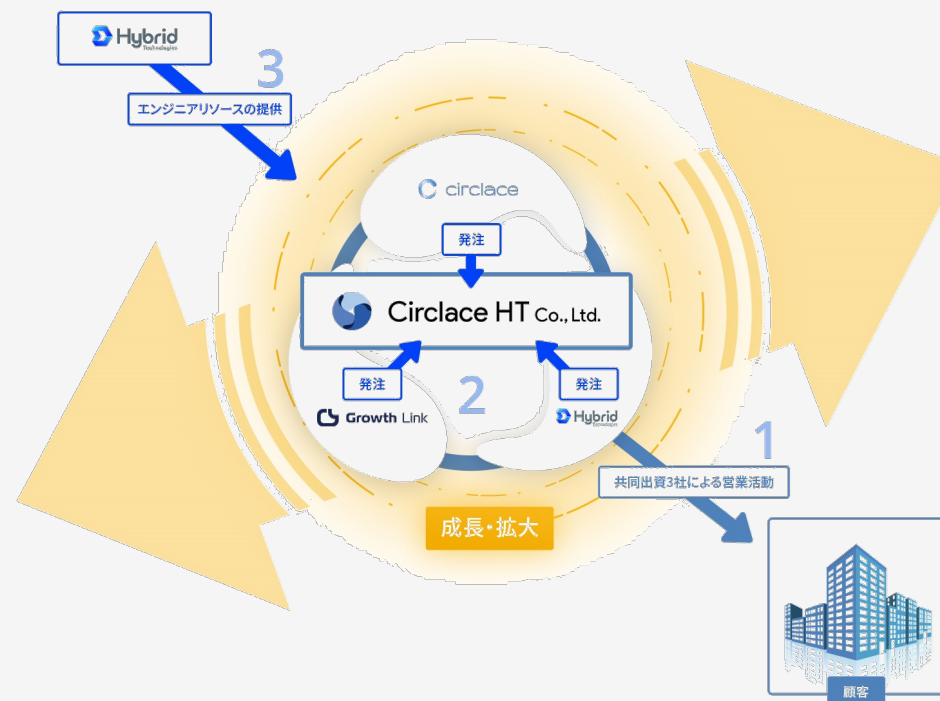 Hybrid
Technologies
3
エンジニアリソースの提供
circlace
発注
Circlace HT Co., Ltd.
発注
2
発注
Growth Link
Hybrid
Technologies
1
共同出資3社による営業活動
成長・拡大
顧客